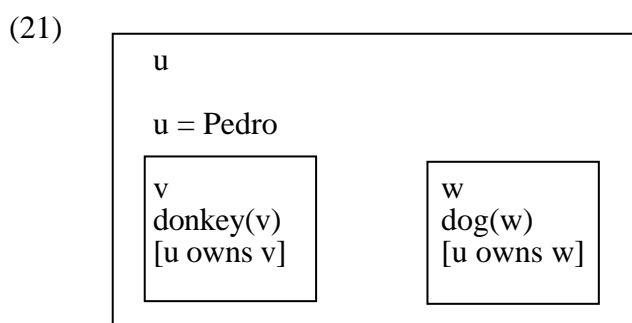 (21)
u
u = Pedro
v
donkey(v)
[u owns v]
w
dog(w)
[u owns w]